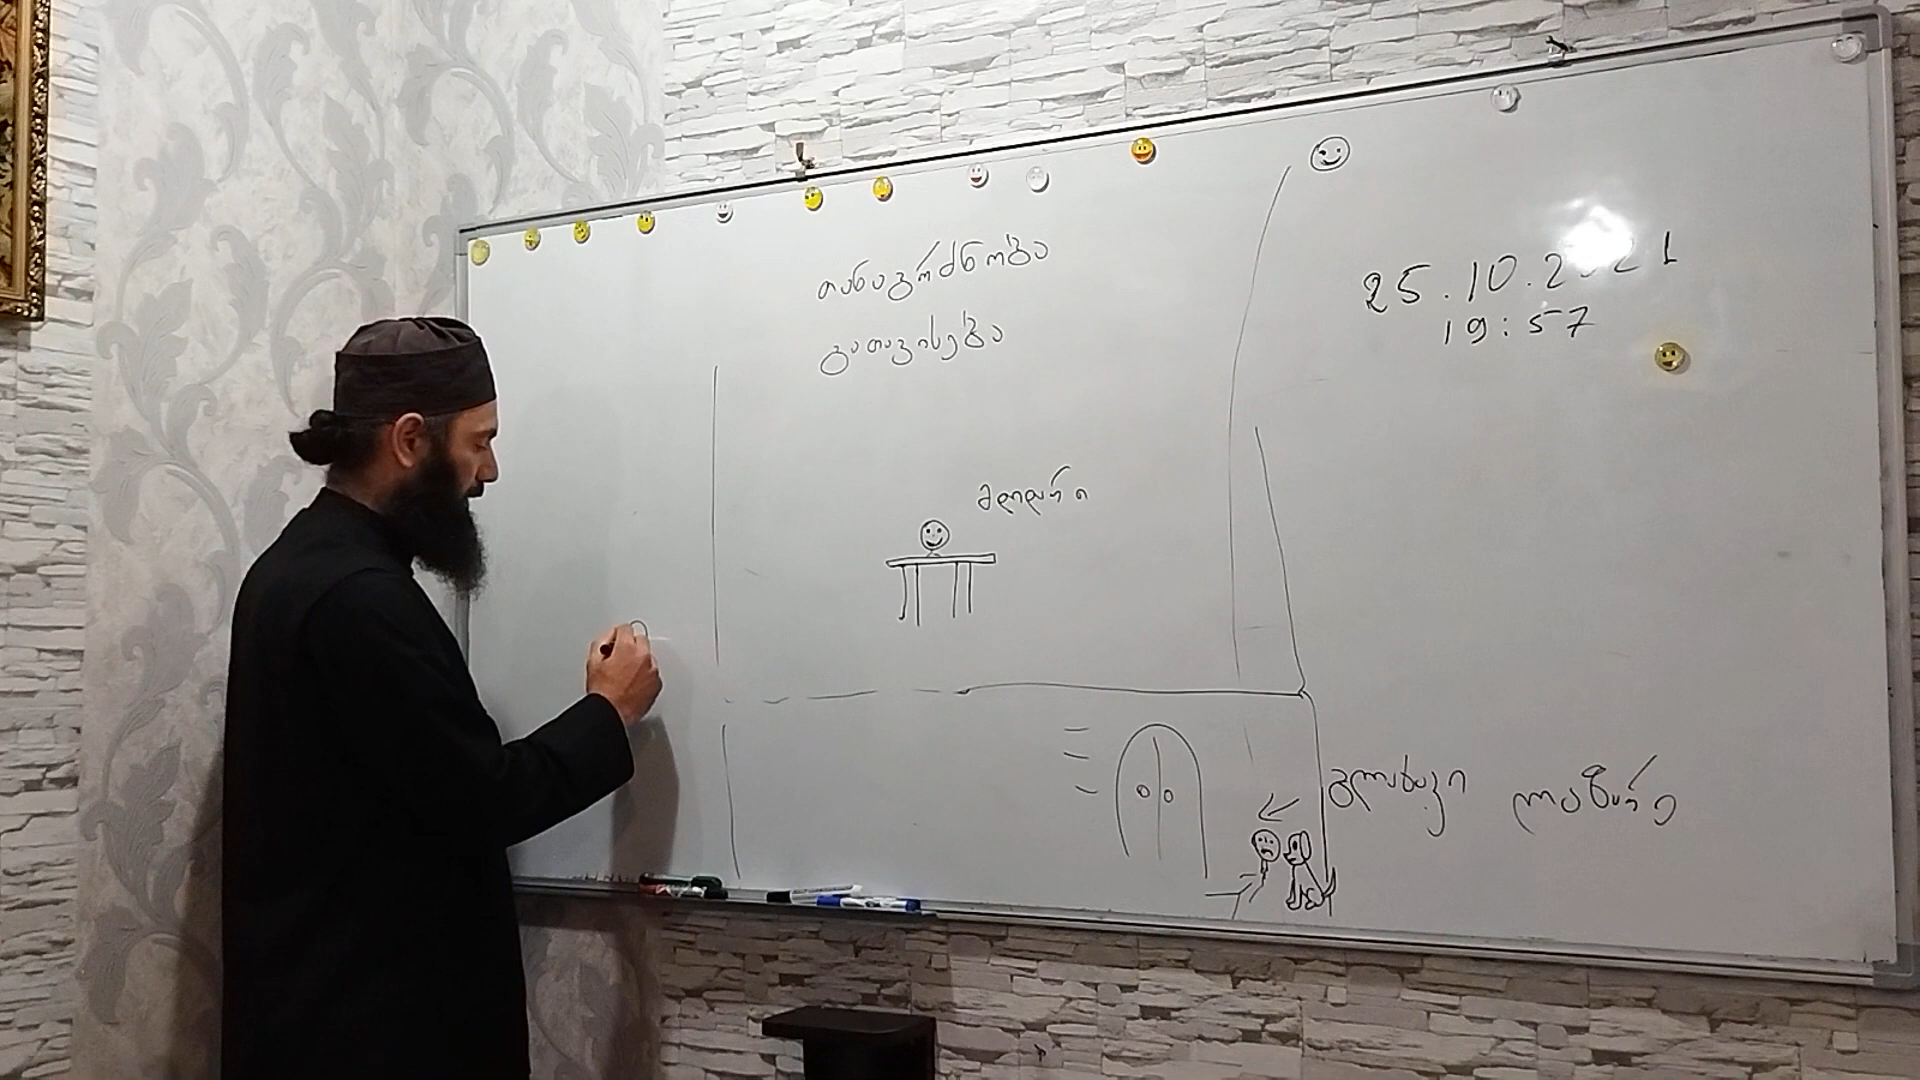 თანაგრძნობა
გათავისება
25.10.2021
19:57
მდიდარი
გლახაკი ლაზარე